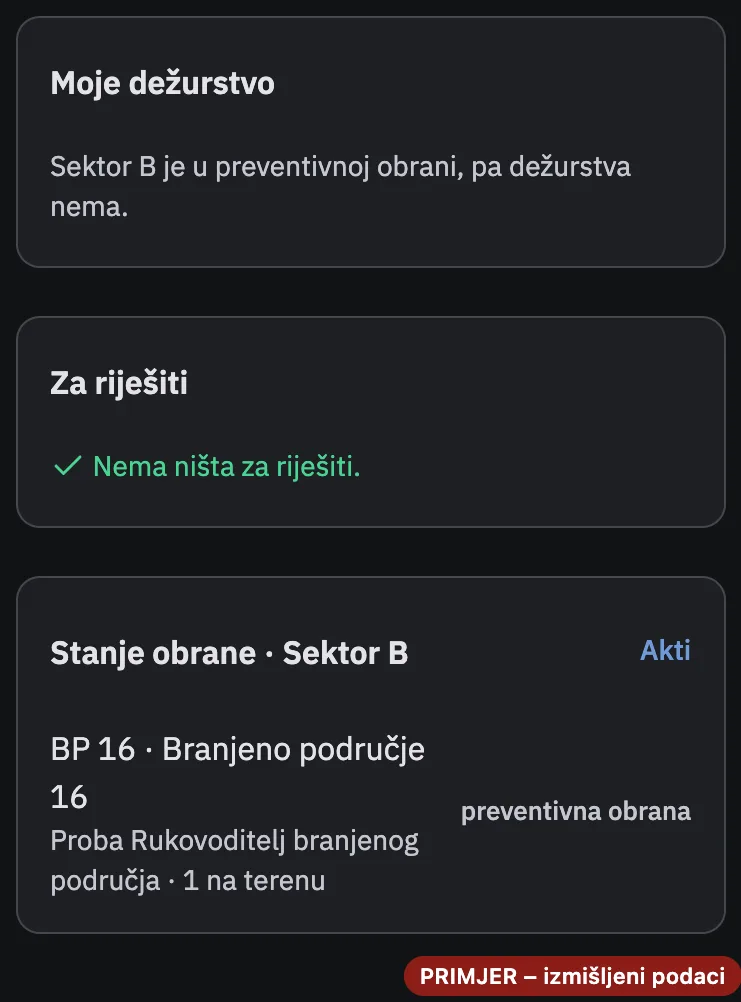 Moje dežurstvo
Sektor B je u preventivnoj obrani, pa dežurstva
nema.
Za riješiti
✓ Nema ništa za riješiti.
Stanje obrane · Sektor B
Akti
BP 16 · Branjeno područje
16
preventivna obrana
Proba Rukovoditelj branjenog
područja · 1 na terenu
PRIMJER – izmišljeni podaci